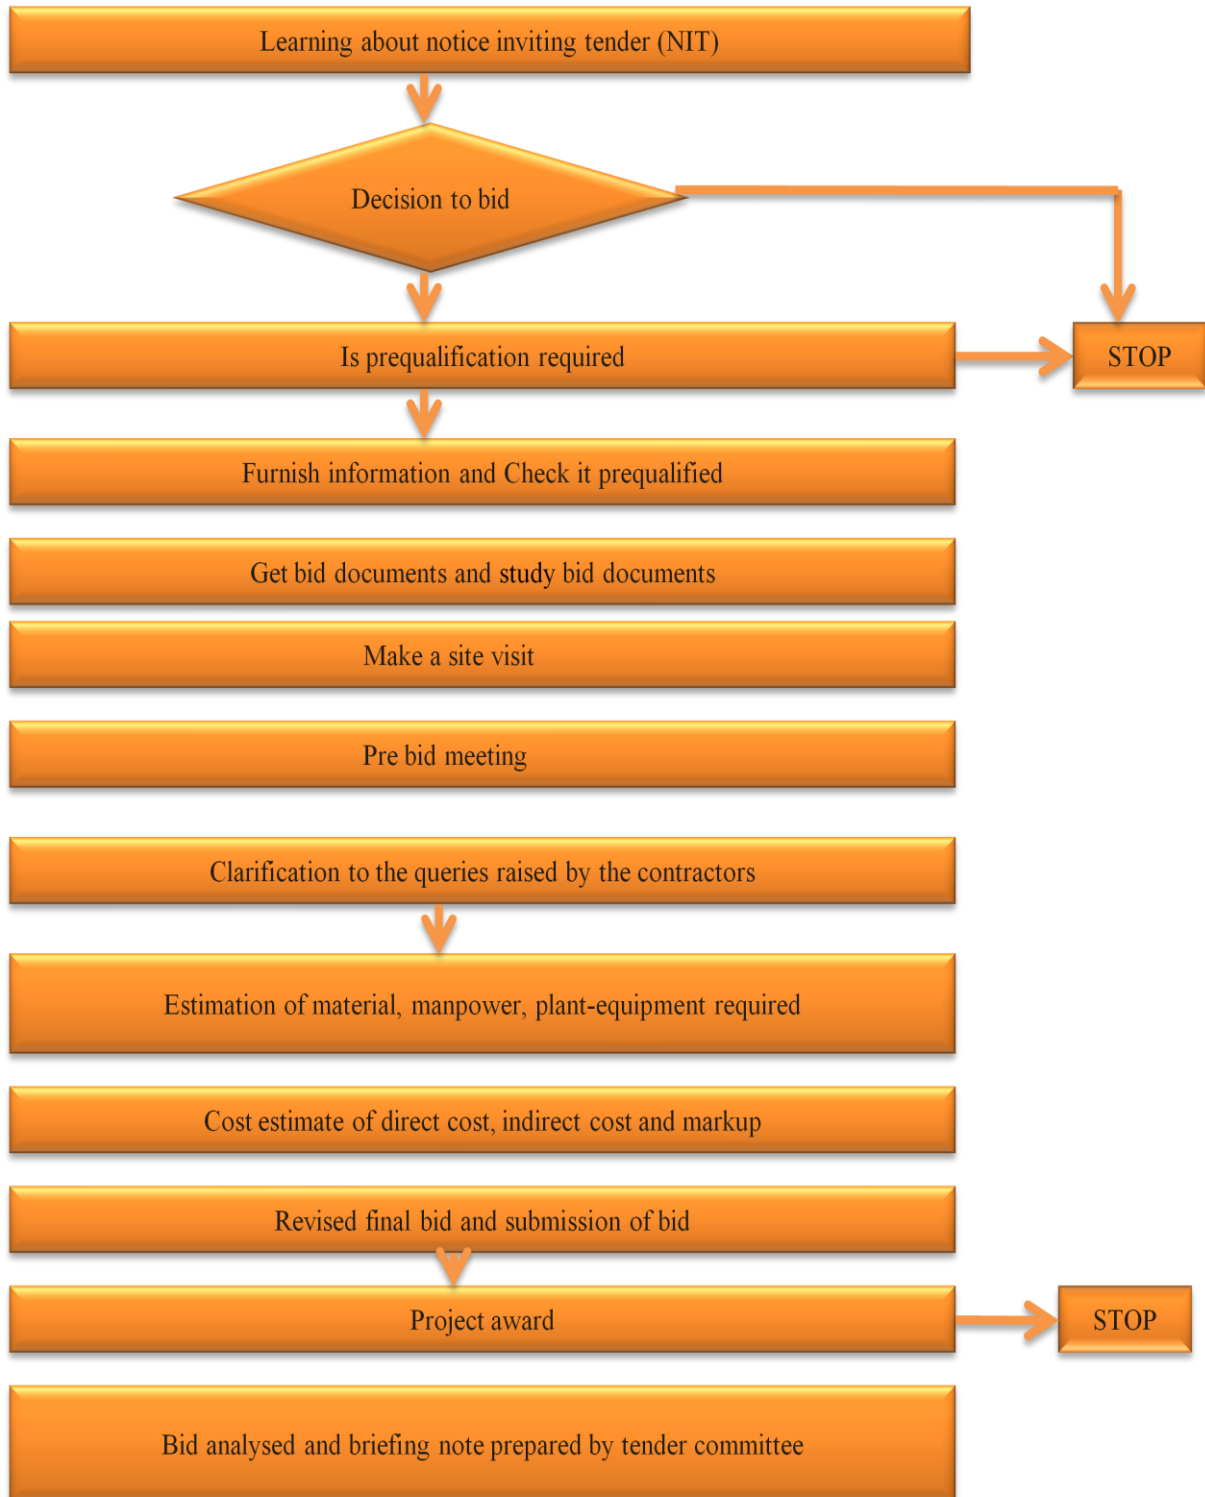 Learning about notice inviting tender (NIT)
Decision to bid
Is prequalification required
STOP
Furnish information and Check it prequalified
Get bid documents and study bid documents
Make a site visit
Pre bid meeting
Clarification to the queries raised by the contractors
Estimation of material, manpower, plant-equipment required
Cost estimate of direct cost, indirect cost and markup
Revised final bid and submission of bid
Project award
STOP
Bid analysed and briefing note prepared by tender committee